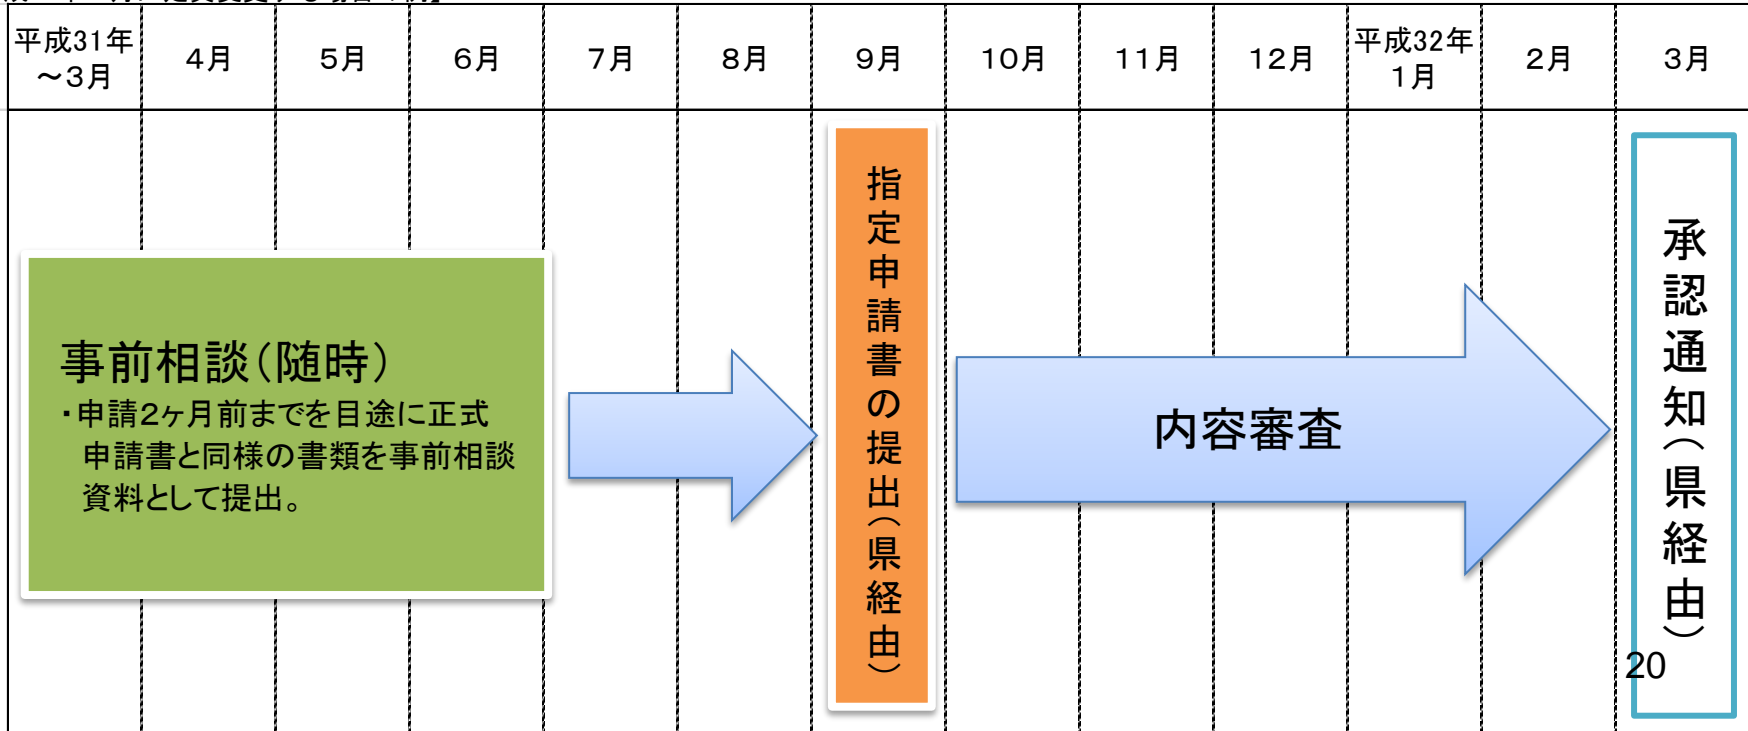 平成31年
～3月
4月
5月
6月
7月
8月
9月
10月
11月
12月
平成32年
1月
2月
3月
事前相談（随時）
・申請2ヶ月前までを目途に正式
申請書と同様の書類を事前相談
資料として提出。
指定申請書の提出（県経由）
内容審査
承認通知（県経由）
20